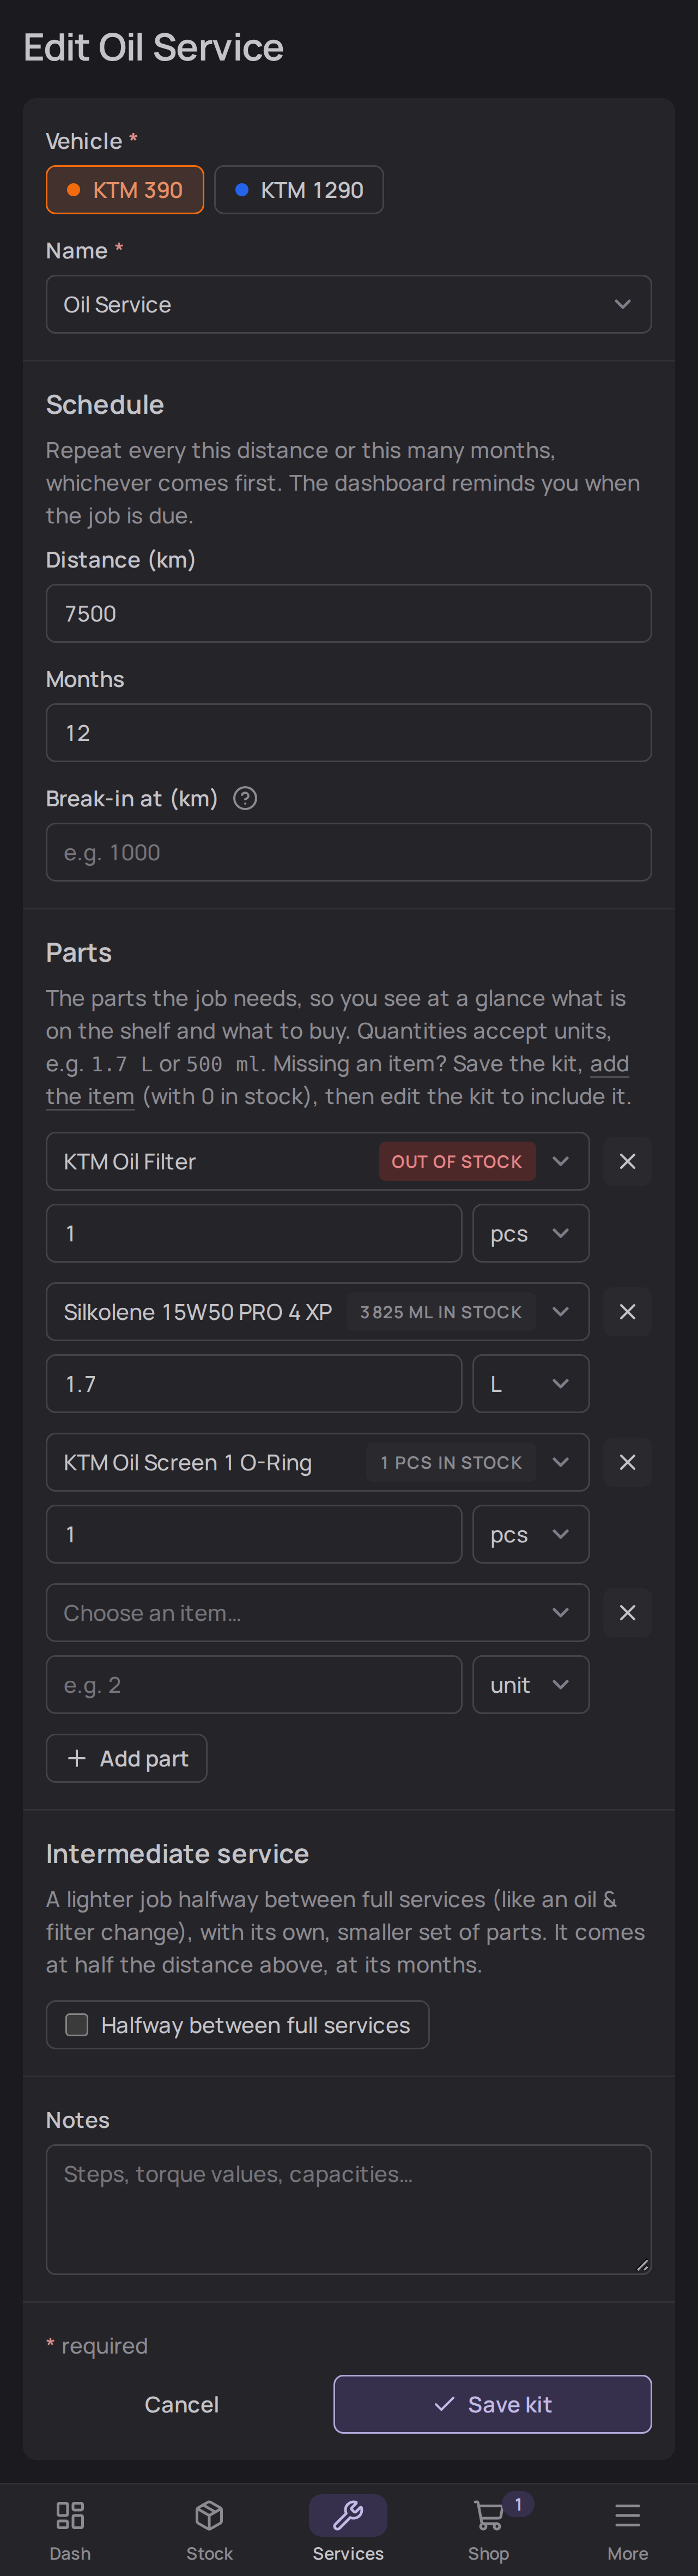 Edit Oil Service
Vehicle *
KTM 390
KTM 1290
Name *
Oil Service
Schedule
Repeat every this distance or this many months,
whichever comes first. The dashboard reminds you when
the job is due.
Distance (km)
7500
Months
12
Break-in at (km)
e.g. 1000
Parts
The parts the job needs, so you see at a glance what is
on the shelf and what to buy. Quantities accept units,
e.g. 1.7 L or 500 ml. Missing an item? Save the kit, add
the item (with 0 in stock), then edit the kit to include it.
KTM Oil Filter OUT OF STOCK
1 pcs
Silkolene 15W50 PRO 4 XP 3 825 ML IN STOCK
1.7 L
KTM Oil Screen 1 O-Ring 1 PCS IN STOCK
1 pcs
Choose an item...
e.g. 2 unit
Add part
Intermediate service
A lighter job halfway between full services (like an oil &
filter change), with its own, smaller set of parts. It comes
at half the distance above, at its months.
Halfway between full services
Notes
Steps, torque values, capacities...
* required
Cancel Save kit
1
Dash Stock Services Shop More